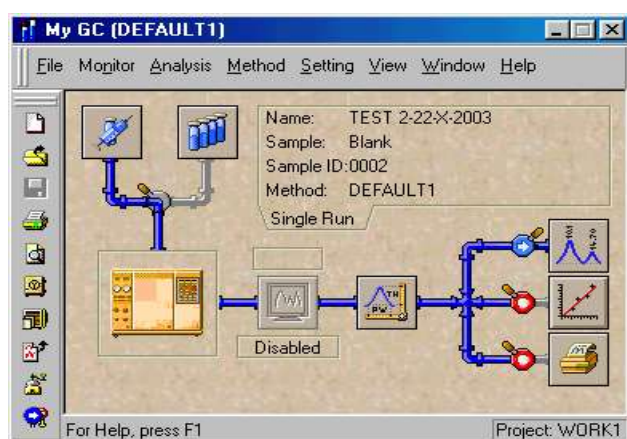 My GC (DEFAULT1)
File Monitor Analysis Method Setting View Window Help
Name: TEST 2-22-X-2003
Sample: Blank
Sample ID:0002
Method: DEFAULT1
Single Run
Disabled
For Help, press F1
Project: WORK1